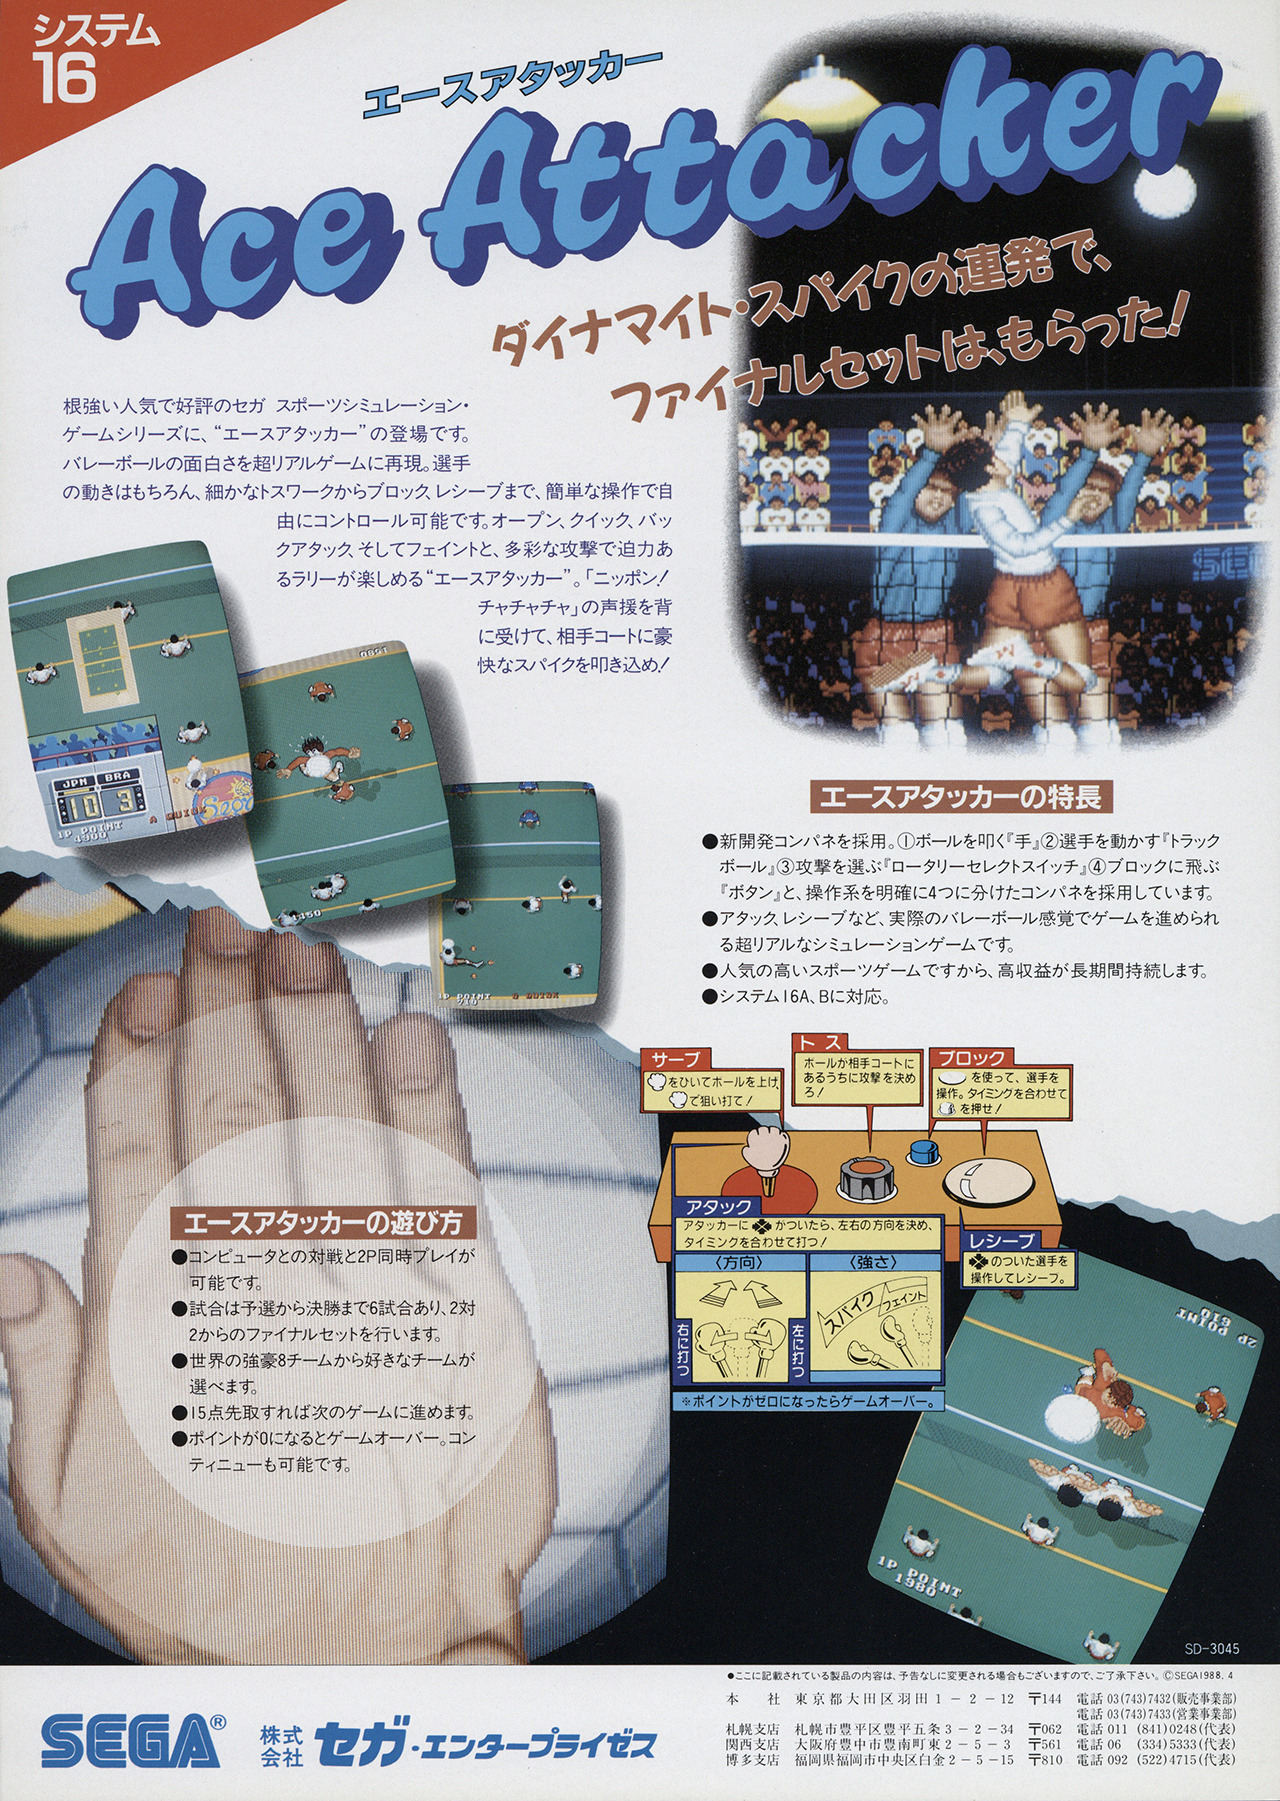 システム
16
エースアタッカー
Ace Attacker
ダイナマイト・スパイクの連発で、
ファイナルセットは、もらった!
根強い人気で好評のセガ スポーツシミュレーション・
ゲームシリーズに、“エースアタッカー”の登場です。
バレーボールの面白さを超リアルゲームに再現。選手
の動きはもちろん、細かなトスワークからブロック、レシーブまで、簡単な操作で自
由にコントロール可能です。オープン、クイック、バッ
クアタック、そしてフェイントと、多彩な攻撃で迫力あ
るラリーが楽しめる“エースアタッカー”。「ニッポン!
チャチャチャ」の声援を背
に受けて、相手コートに豪
快なスパイクを叩き込め!
JPN BRA
10 3
1P POINT
1900
A QUICK
1P POINT
710
SEGA
エースアタッカーの特長
●新開発コンパネを採用。①ボールを叩く『手』②選手を動かす『トラック
ボール』③攻撃を選ぶ『ロータリーセレクトスイッチ』④ブロックに飛ぶ
『ボタン』と、操作系を明確に4つに分けたコンパネを採用しています。
●アタック、レシーブなど、実際のバレーボール感覚でゲームを進められ
る超リアルなシミュレーションゲームです。
●人気の高いスポーツゲームですから、高収益が長期間持続します。
●システム16A、Bに対応。
サーブ
をひいてボールを上げ、
で狙い打て!
トス
ボールが相手コートに
あるうちに攻撃を決め
ろ!
ブロック
を使って、選手を
操作。タイミングを合わせて
を押せ!
アタック
アタッカーに がついたら、左右の方向を決め、
タイミングを合わせて打つ!
〈方向〉
〈強さ〉
右に打つ
左に打つ
スパイク
フェイント
レシーブ
のついた選手を
操作してレシーブ。
※ポイントがゼロになったらゲームオーバー。
エースアタッカーの遊び方
●コンピュータとの対戦と2P同時プレイが
可能です。
●試合は予選から決勝まで6試合あり、2対
2からのファイナルセットを行います。
●世界の強豪8チームから好きなチームが
選べます。
●15点先取すれば次のゲームに進めます。
●ポイントが0になるとゲームオーバー。コン
ティニューも可能です。
2P POINT
610
1P POINT
1980
SD-3045
●ここに記載されている製品の内容は、予告なしに変更される場合もございますので、ご了承下さい。©SEGA1988.4
SEGA®
株式会社 セガ・エンタープライゼス
本 社 東京都大田区羽田1-2-12 〒144 電話 03(743)7432(販売事業部)
電話 03(743)7433(営業事業部)
札幌支店 札幌市豊平区豊平五条3-2-34 〒062 電話 011 (841)0248(代表)
関西支店 大阪府豊中市豊南町東2-5-3 〒561 電話 06 (334)5333(代表)
博多支店 福岡県福岡市中央区白金2-5-15 〒810 電話 092 (522)4715(代表)